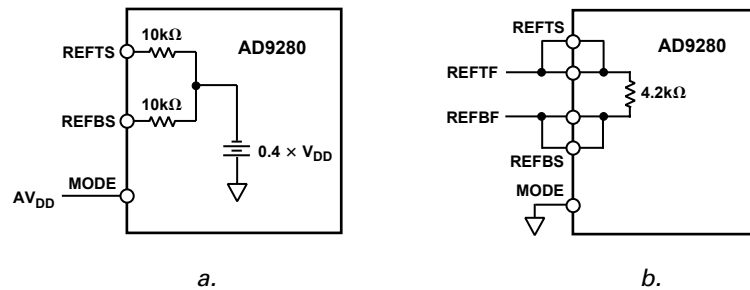 10kΩ
AD9280
REFTS
10kΩ
REFBS
0.4 × VDD
MODE
AVDD
a.
REFTS
AD9280
REFTF
4.2kΩ
REFBF
REFBS
MODE
b.